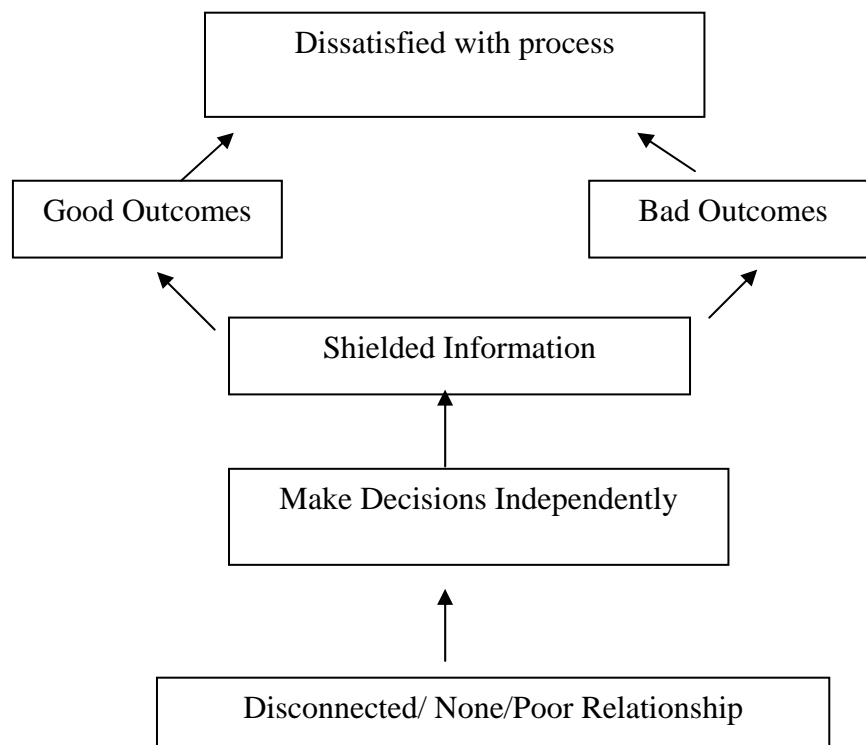 Dissatisfied with process
Good Outcomes
Bad Outcomes
Shielded Information
Make Decisions Independently
Disconnected/ None/Poor Relationship